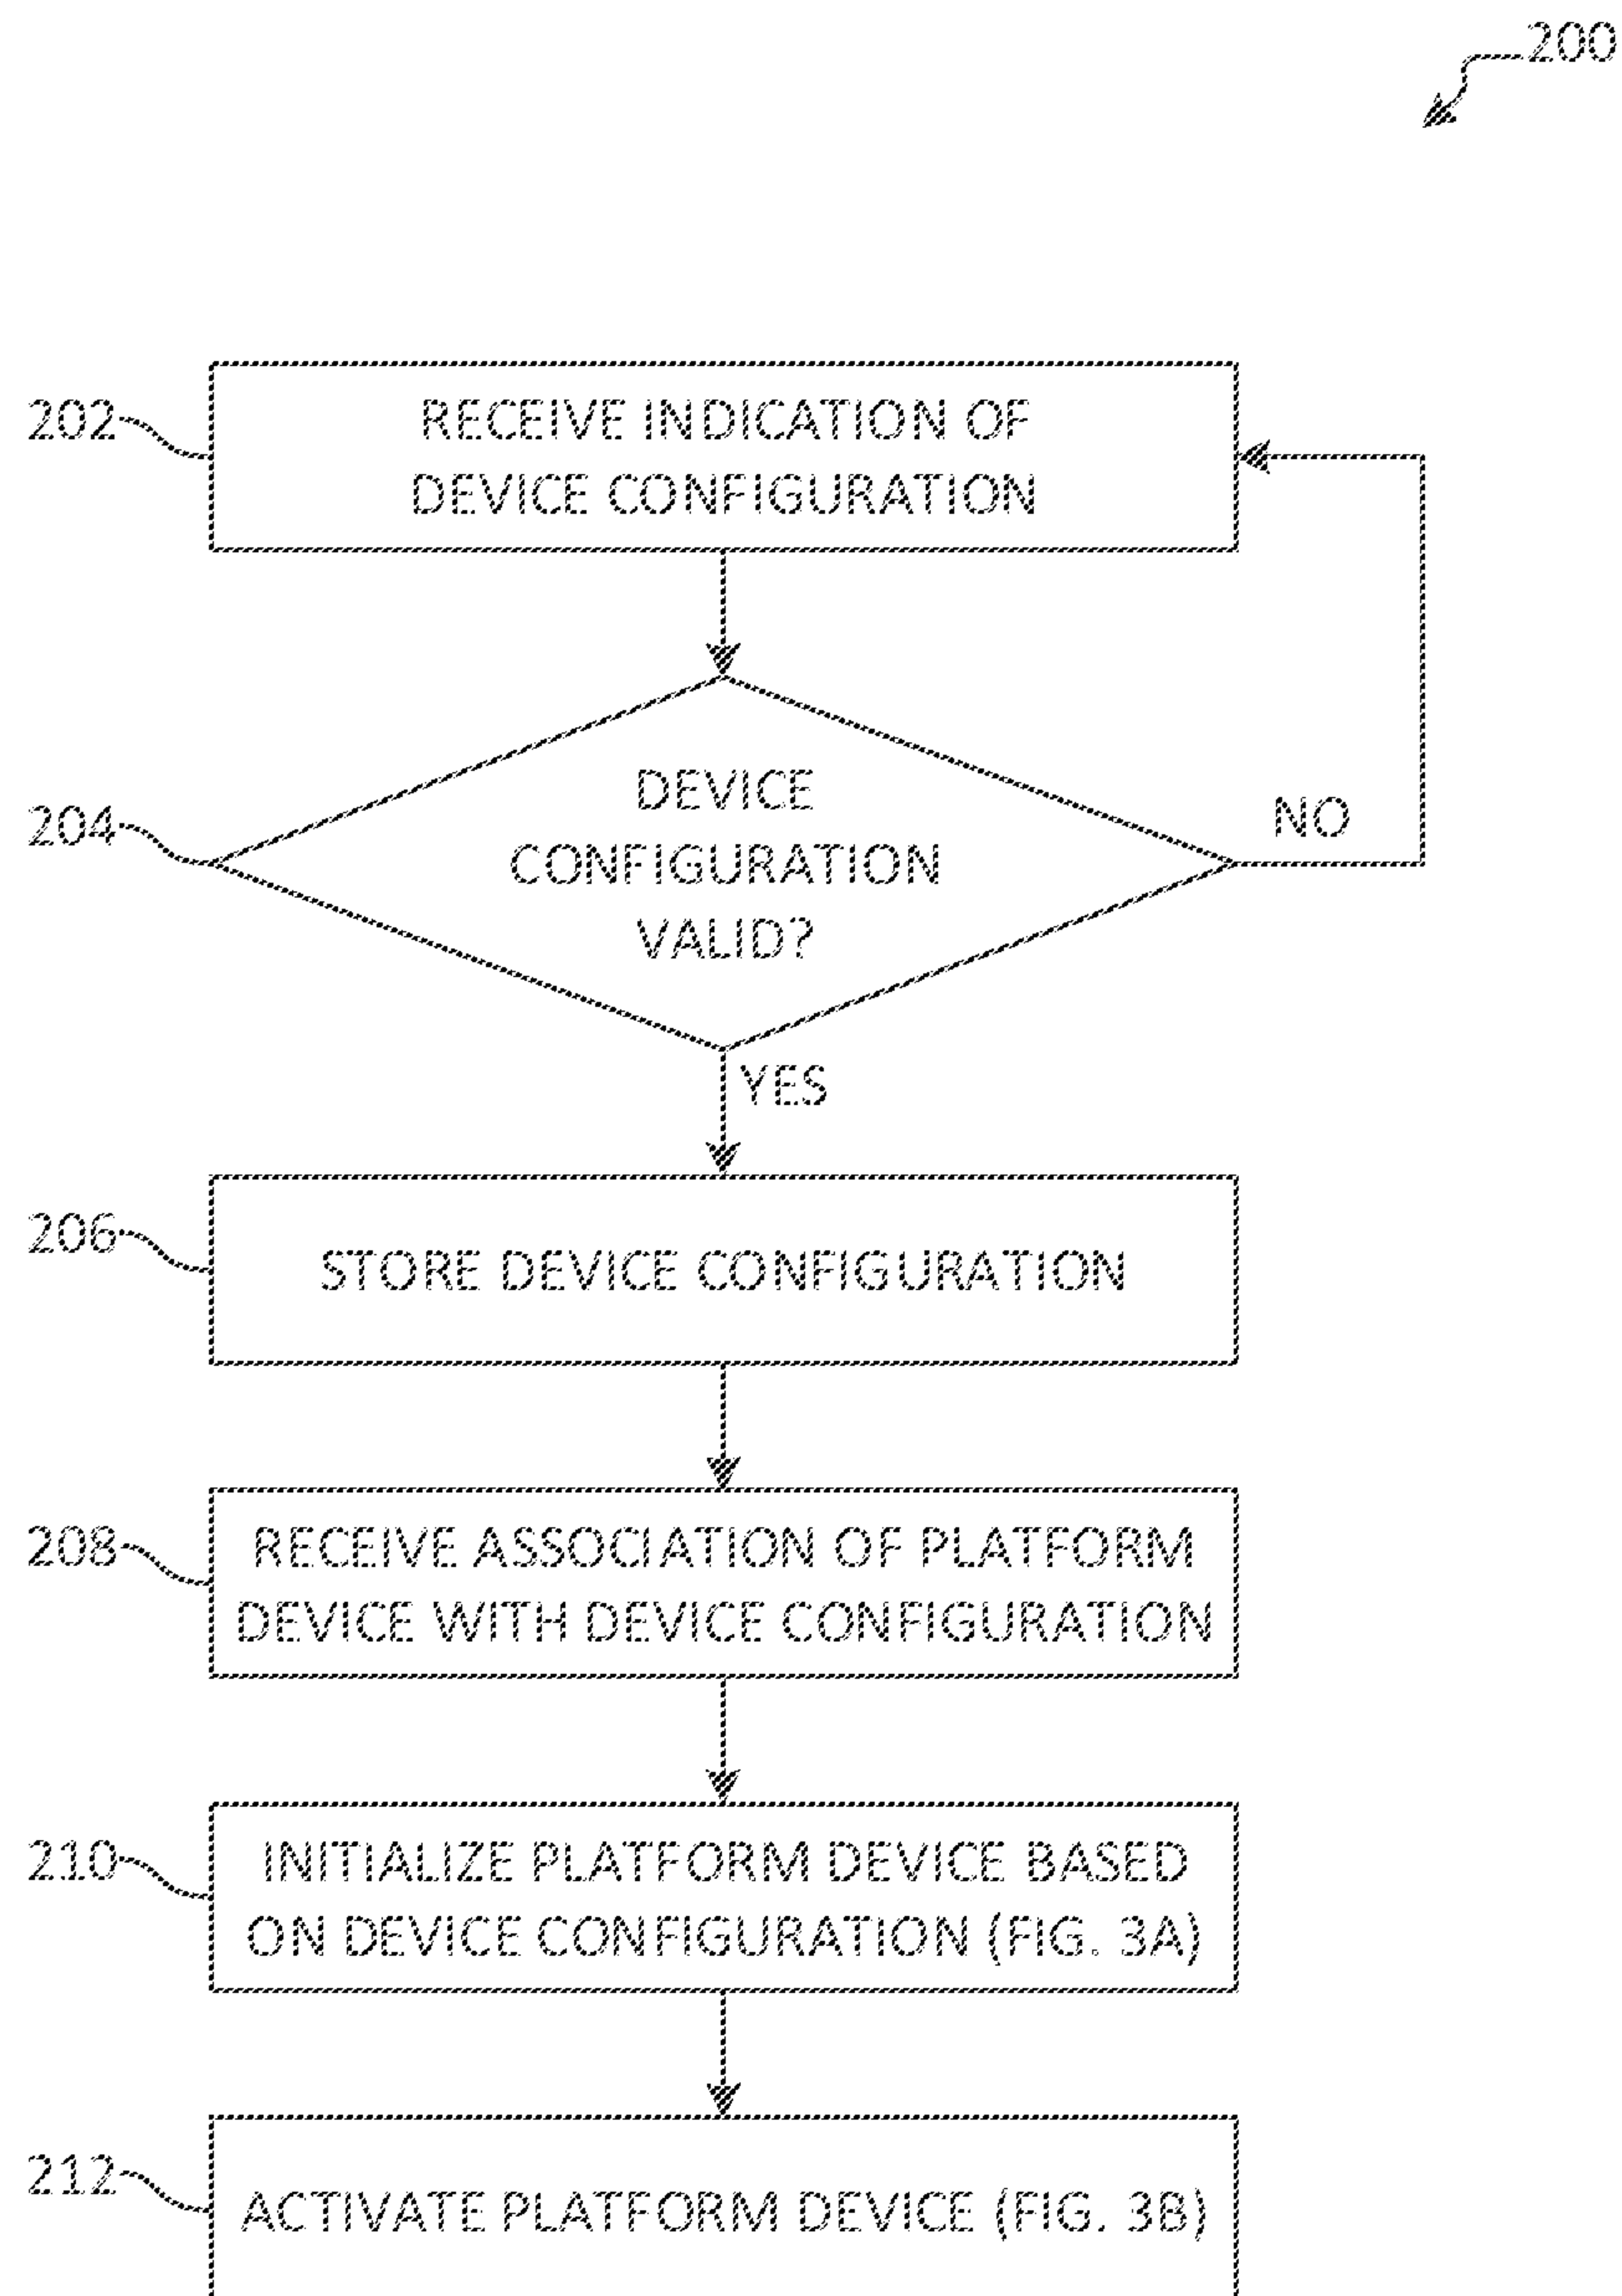 200
202
RECEIVE INDICATION OF
DEVICE CONFIGURATION
204
DEVICE
CONFIGURATION
VALID?
NO
YES
206
STORE DEVICE CONFIGURATION
208
RECEIVE ASSOCIATION OF PLATFORM
DEVICE WITH DEVICE CONFIGURATION
210
INITIALIZE PLATFORM DEVICE BASED
ON DEVICE CONFIGURATION (FIG. 3A)
212
ACTIVATE PLATFORM DEVICE (FIG. 3B)